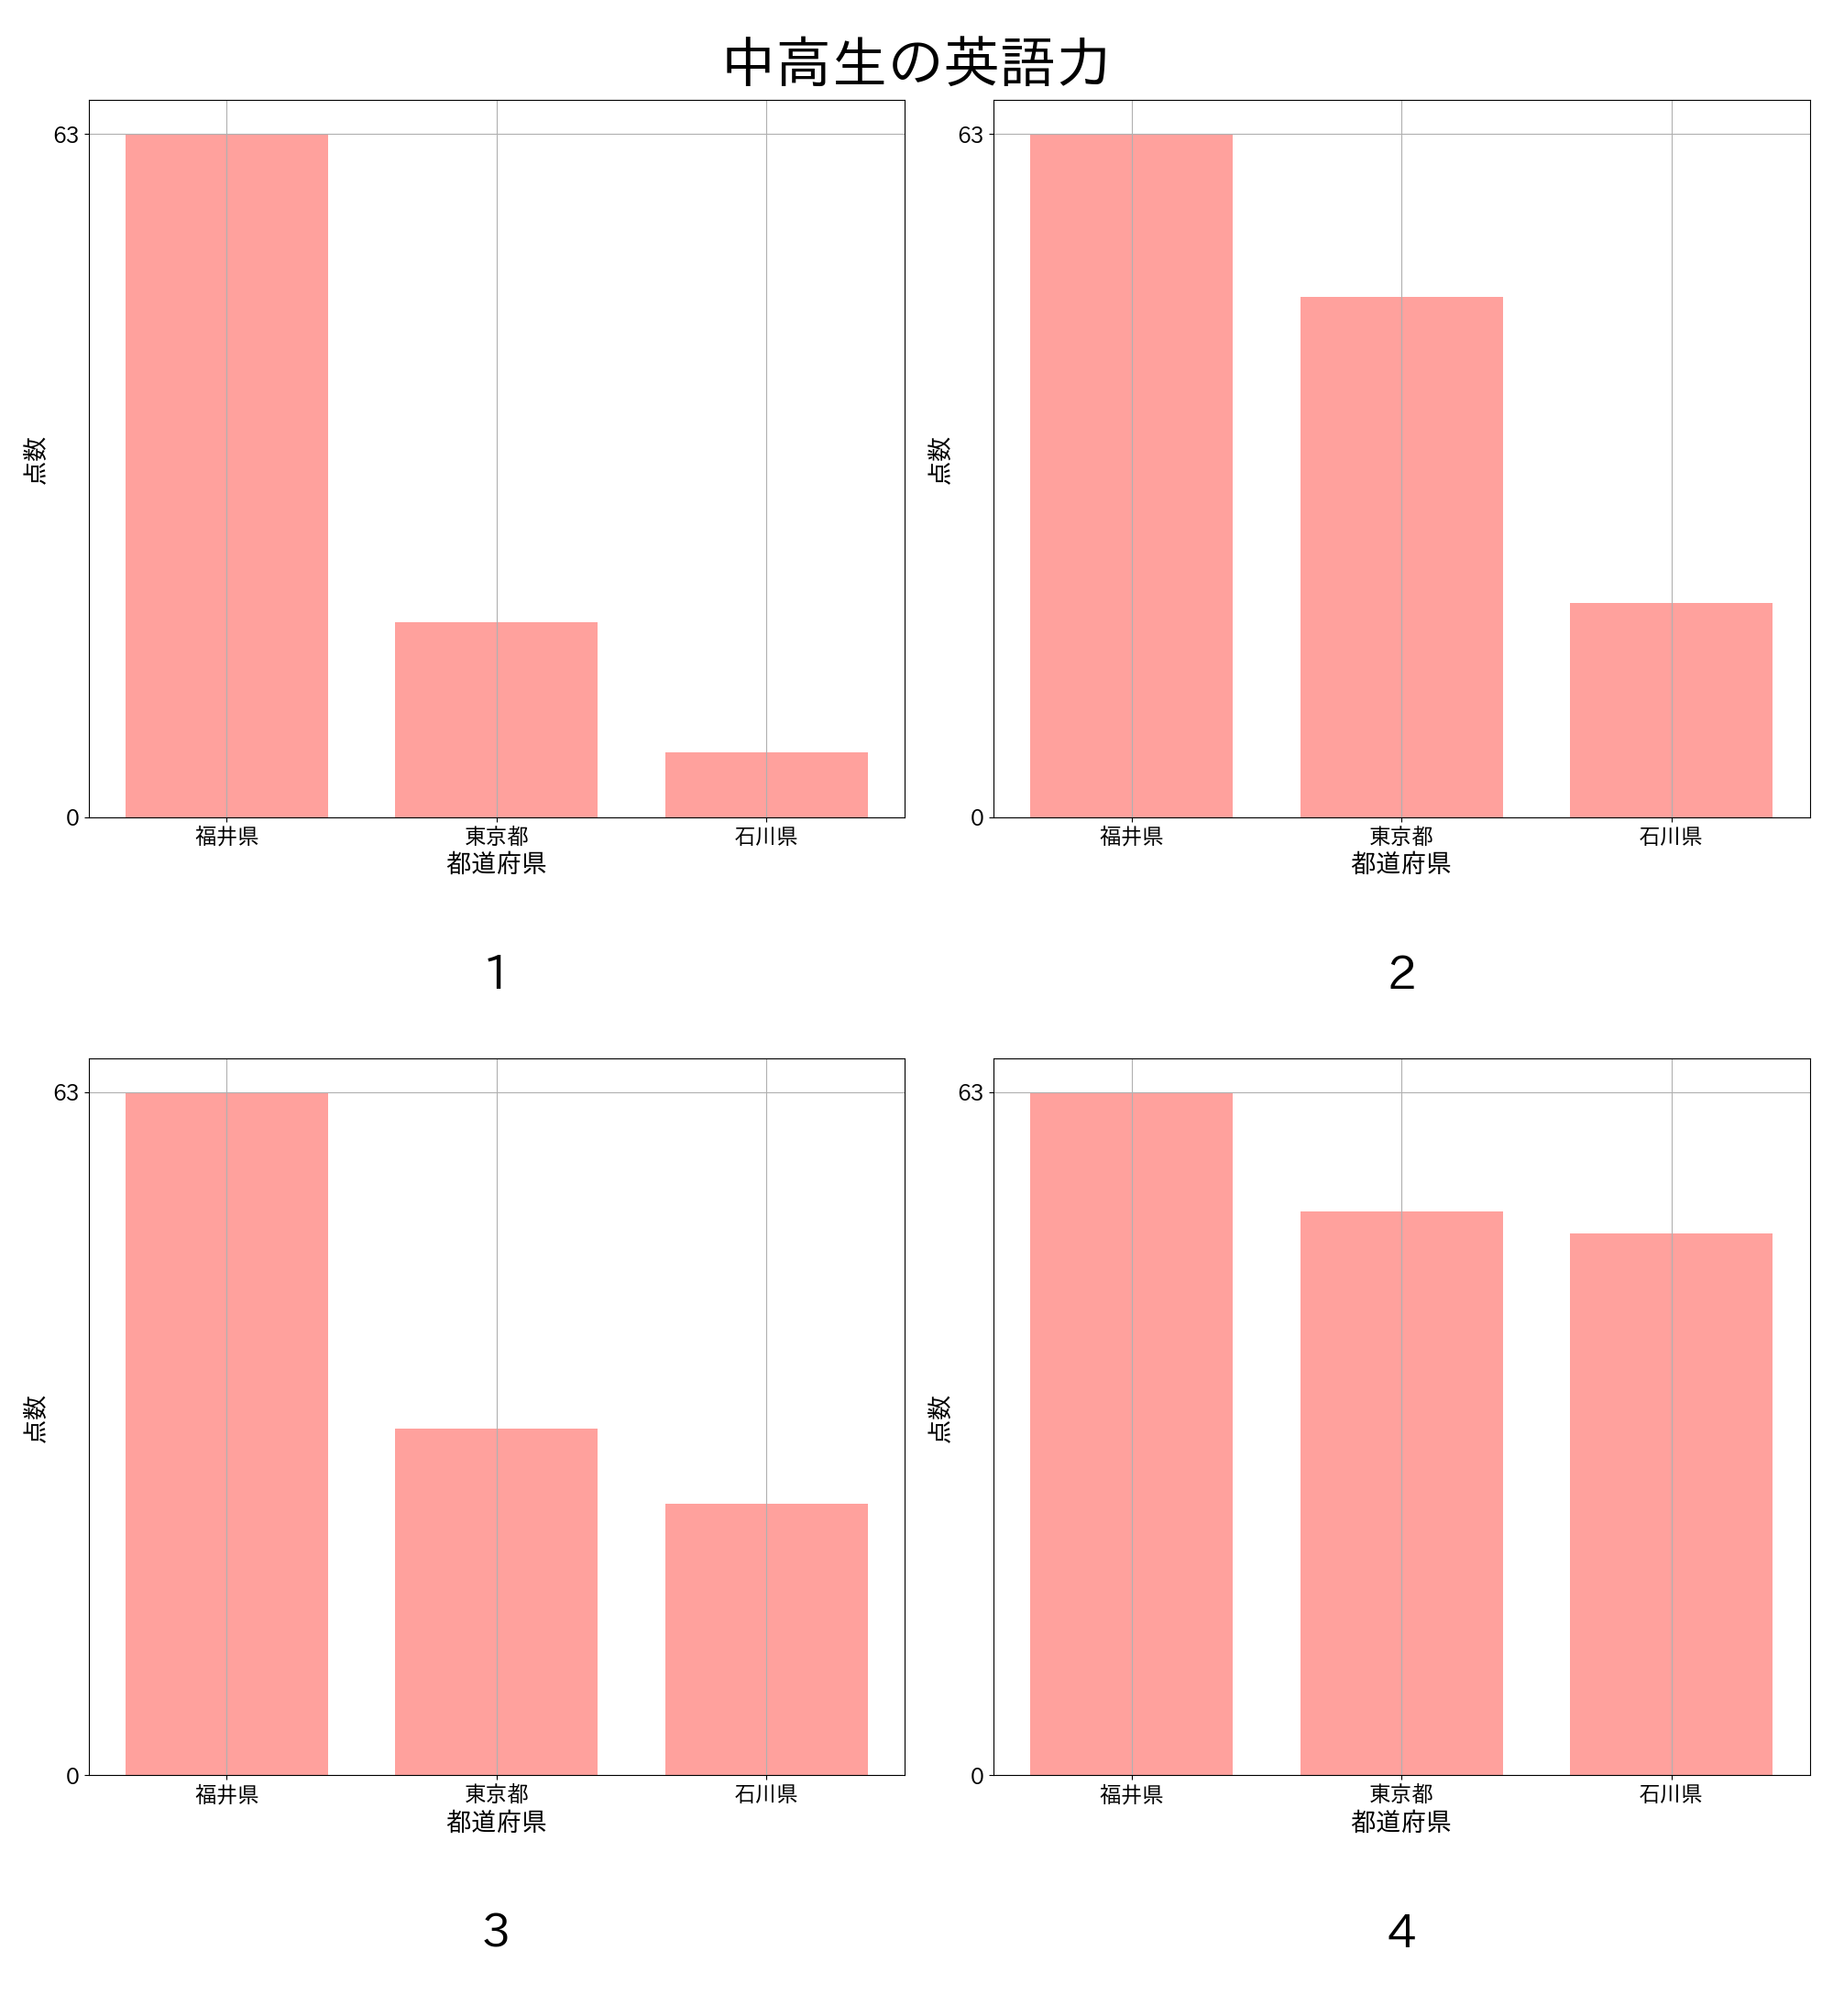 中高生の英語力
63
点数
0
福井県 東京都 石川県
都道府県
1
63
点数
0
福井県 東京都 石川県
都道府県
2
63
点数
0
福井県 東京都 石川県
都道府県
3
63
点数
0
福井県 東京都 石川県
都道府県
4